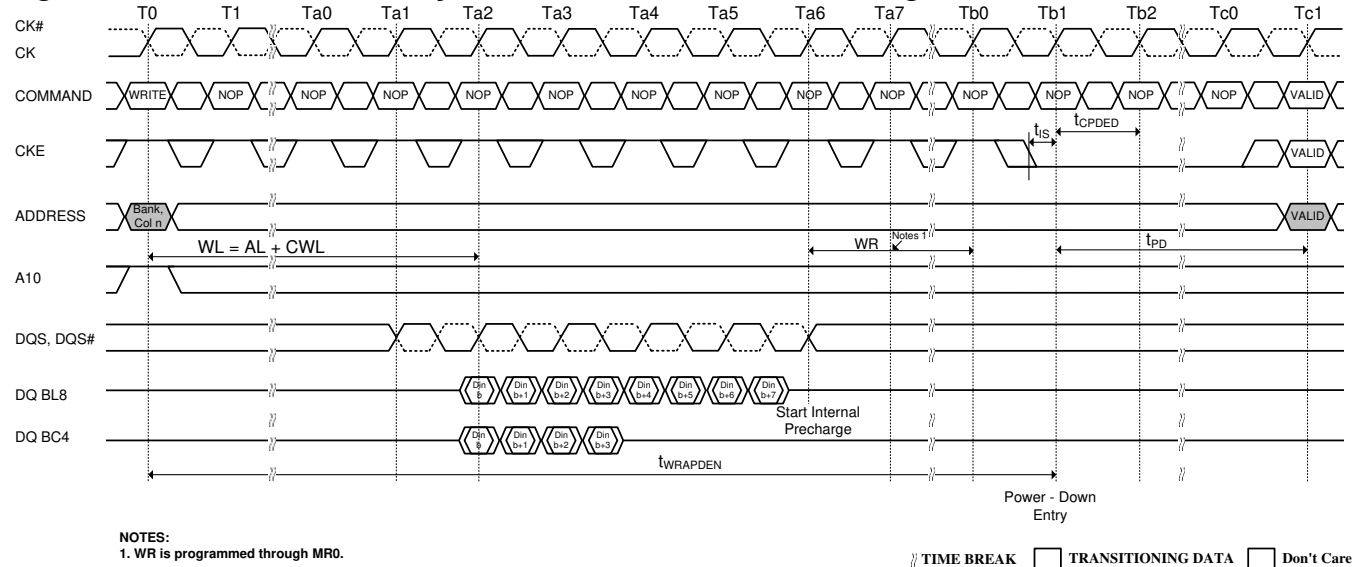 T0 T1 Ta0 Ta1 Ta2 Ta3 Ta4 Ta5 Ta6 Ta7 Tb0 Tb1 Tb2 Tc0 Tc1
CK#
CK
COMMAND WRITE NOP NOP NOP NOP NOP NOP NOP NOP NOP NOP NOP NOP NOP VALID
tIS tCPDED
CKE VALID
ADDRESS Bank, Col n VALID
WL = AL + CWL WR Notes 1 tPD
A10
DQS, DQS#
DQ BL8 Din b Din b+1 Din b+2 Din b+3 Din b+4 Din b+5 Din b+6 Din b+7
Start Internal
Precharge
DQ BC4 Din b Din b+1 Din b+2 Din b+3
tWRAPDEN
Power - Down
Entry
NOTES:
1. WR is programmed through MR0.
TIME BREAK TRANSITIONING DATA Don't Care